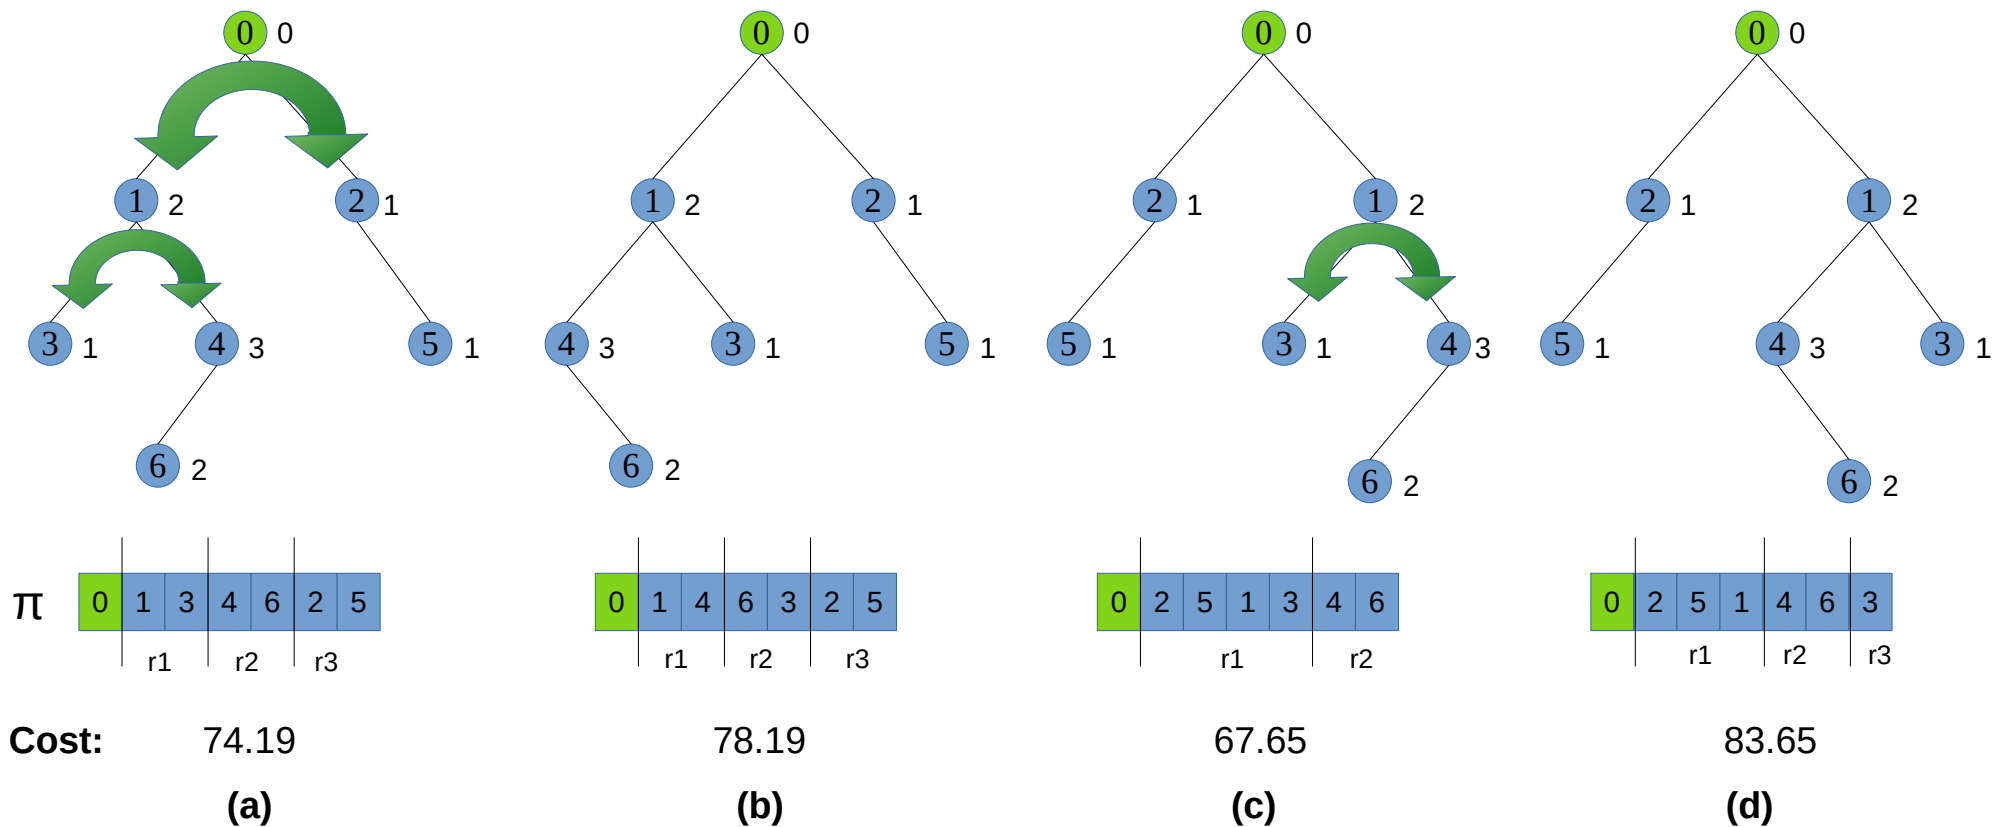 0 0 0 0 0 0 0 0
1 2 2 1 1 2 2 1 2 1 1 2 2 1 1 2
3 1 4 3 5 1 4 3 3 1 5 1 5 1 3 1 4 3 5 1 4 3 3 1
6 2 6 2 6 2 6 2
π 0 1 3 4 6 2 5 0 1 4 6 3 2 5 0 2 5 1 3 4 6 0 2 5 1 4 6 3
r1 r2 r3 r1 r2 r3 r1 r2 r1 r2 r3
Cost: 74.19 78.19 67.65 83.65
(a) (b) (c) (d)